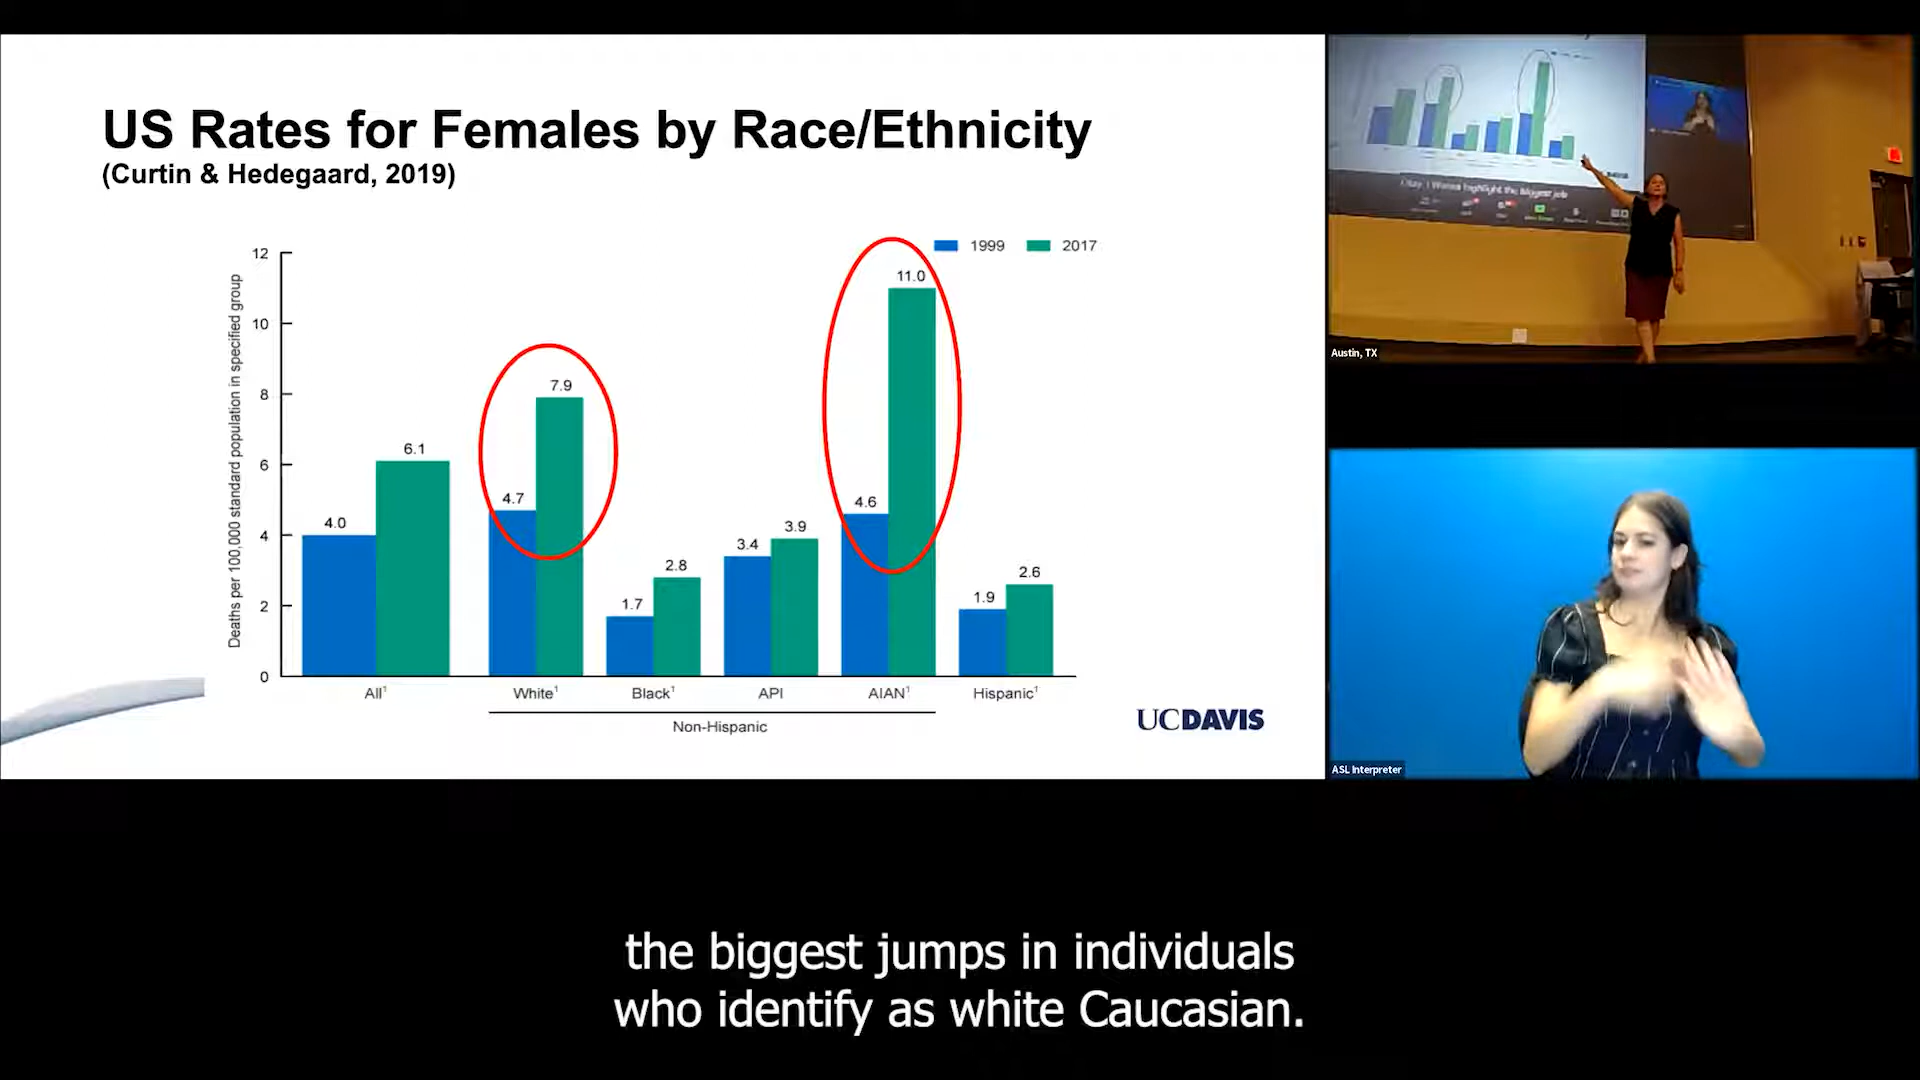 US Rates for Females by Race/Ethnicity
(Curtin & Hedegaard, 2019)
1999 2017
Deaths per 100,000 standard population in specified group
12
10
8
6
4
2
0
4.0 6.1
4.7 7.9
1.7 2.8
3.4 3.9
4.6 11.0
1.9 2.6
All¹ White¹ Black¹ API AIAN¹ Hispanic¹
Non-Hispanic
UCDAVIS
Austin, TX
ASL Interpreter
the biggest jumps in individuals
who identify as white Caucasian.